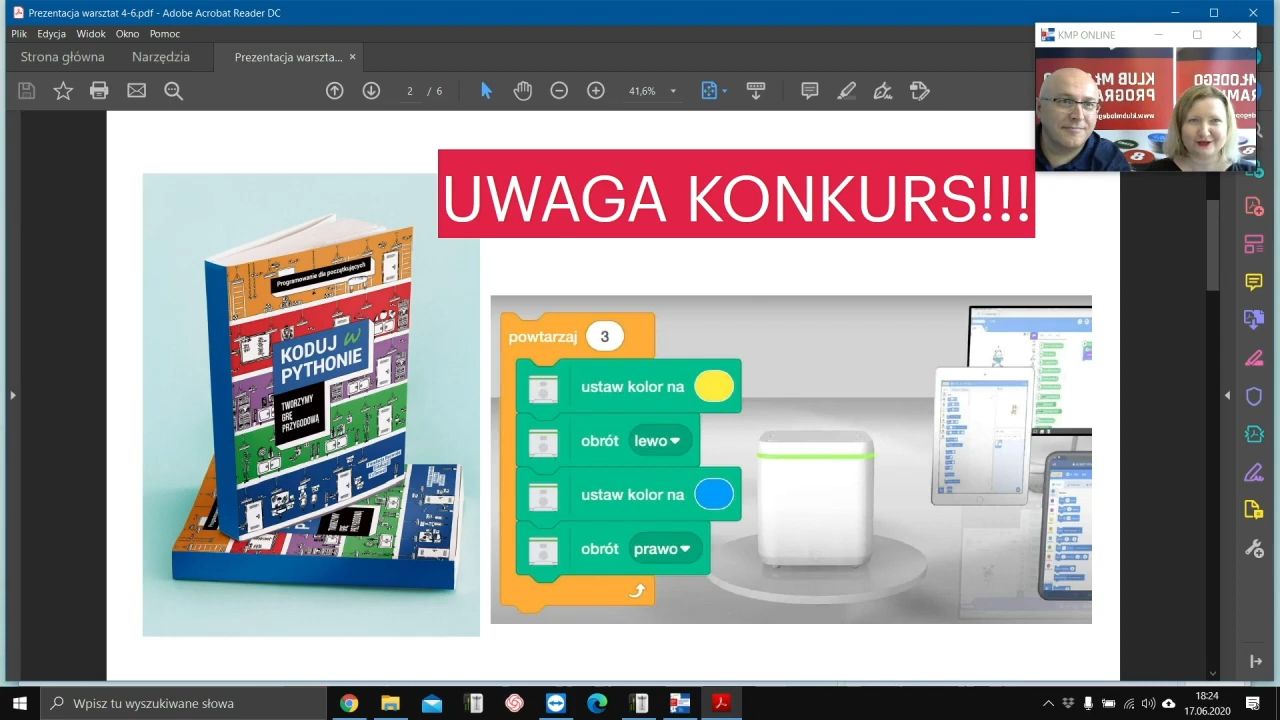 Prezentacja warsztat 4-6.pdf - Adobe Acrobat Reader DC
Plik Edycja Widok Okno Pomoc
Strona główna Narzędzia Prezentacja warszta... ×
2 / 6 41,6%
KMP ONLINE
UWAGA KONKURS!!!
Programowanie dla początkujących
KODUJ W
PYTHONIE
TWORZYMY
GRĘ
PRZYGODOWĄ
powtarzaj 3
ustaw kolor na
obrót lewo
ustaw kolor na
obrót prawo
Wpisz tu wyszukiwane słowa
18:24
17.06.2020